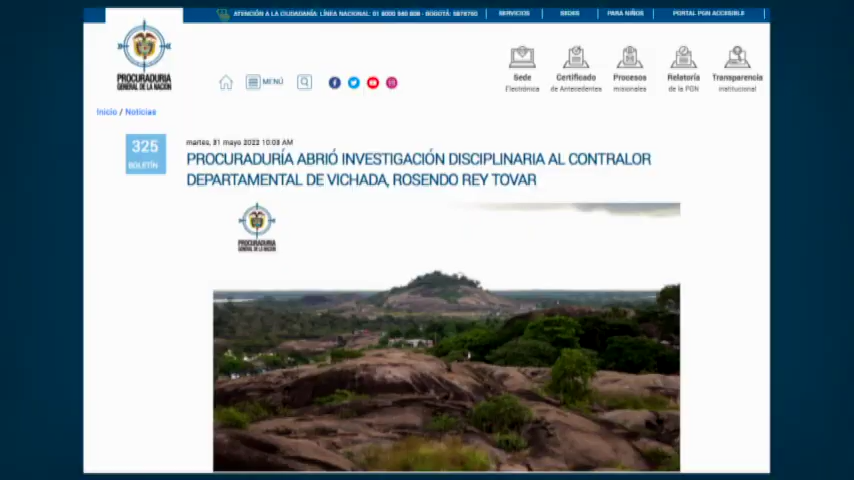 ATENCIÓN A LA CIUDADANÍA: LÍNEA NACIONAL: 01 8000 940 808 - BOGOTÁ: 5878750
SERVICIOS
SEDES
PARA NIÑOS
PORTAL PGN ACCESIBLE
PROCURADURIA
GENERAL DE LA NACION
MENÚ
Sede
Electrónica
Certificado
de Antecedentes
Procesos
misionales
Relatoría
de la PGN
Transparencia
institucional
Inicio / Noticias
325
BOLETÍN
martes, 31 mayo 2022 10:03 AM
PROCURADURÍA ABRIÓ INVESTIGACIÓN DISCIPLINARIA AL CONTRALOR
DEPARTAMENTAL DE VICHADA, ROSENDO REY TOVAR
PROCURADURIA
GENERAL DE LA NACION